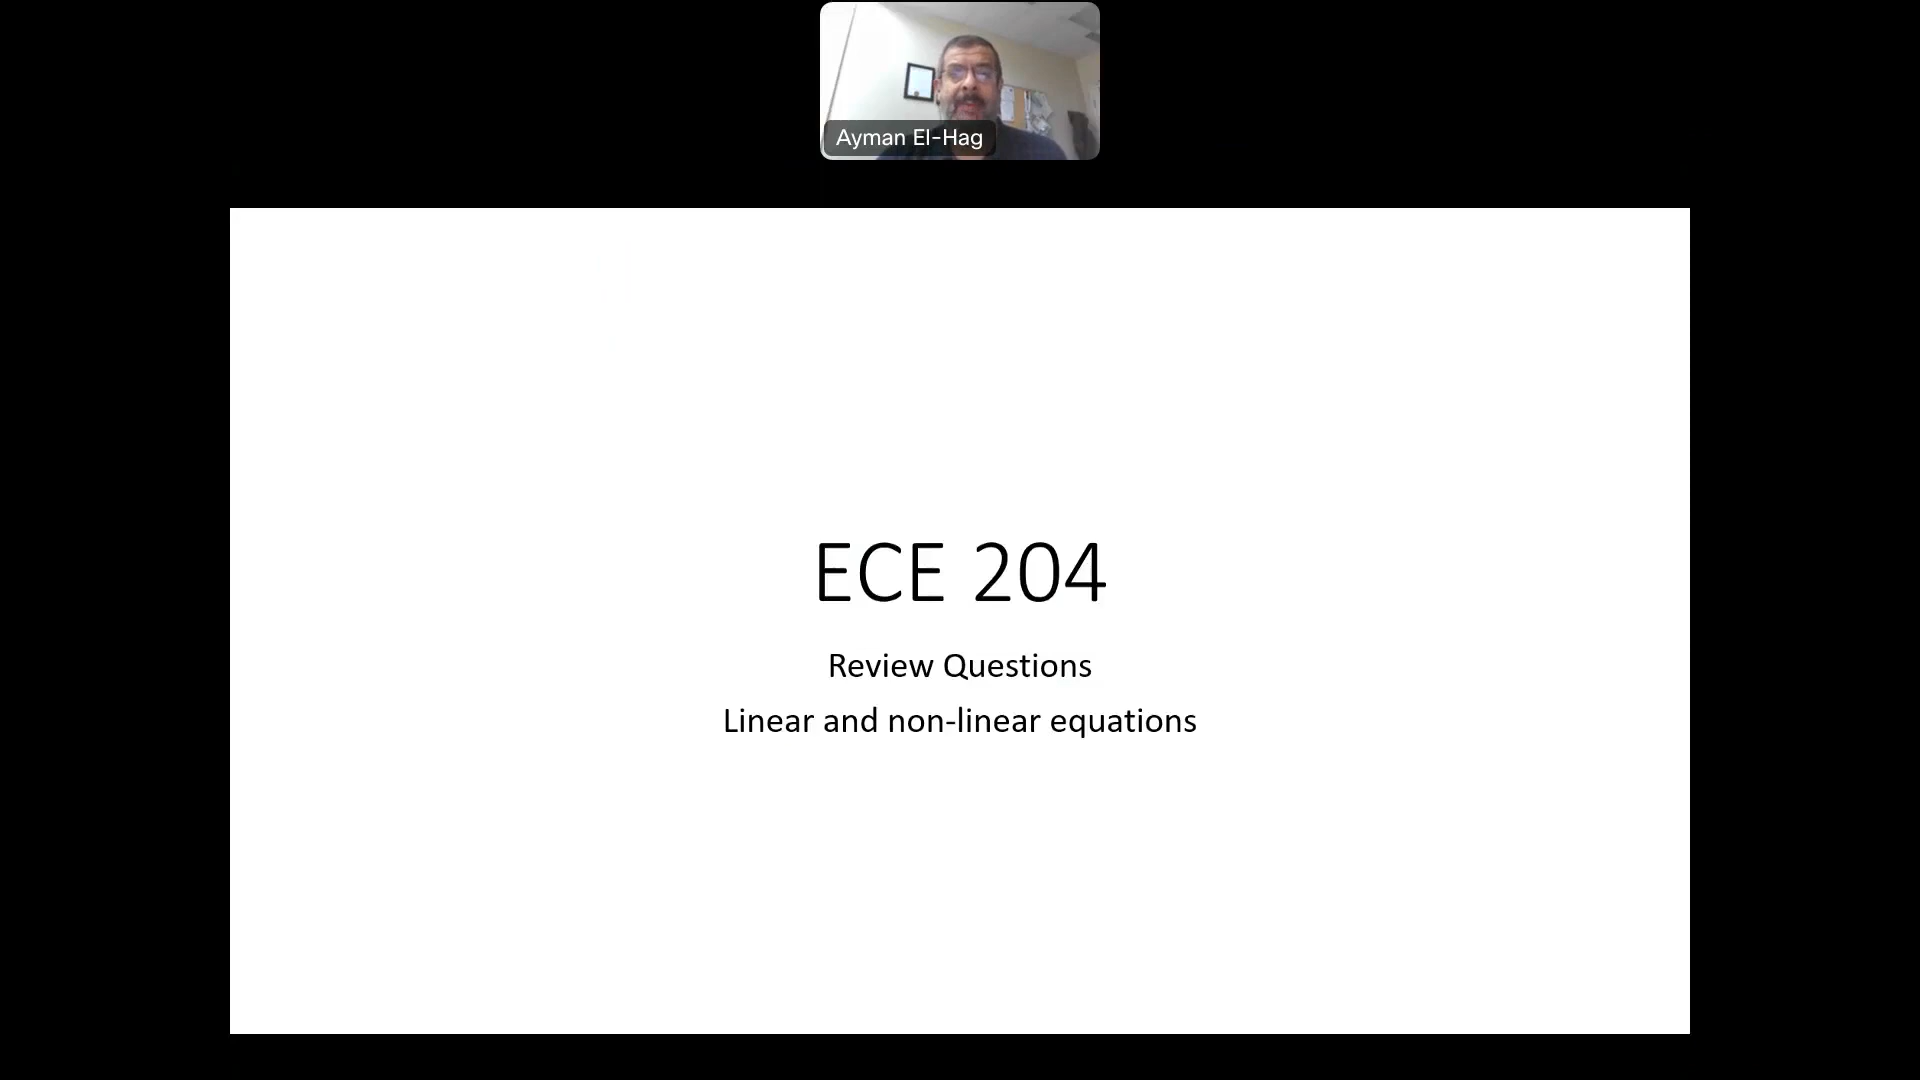 Ayman El-Hag
ECE 204
Review Questions
Linear and non-linear equations